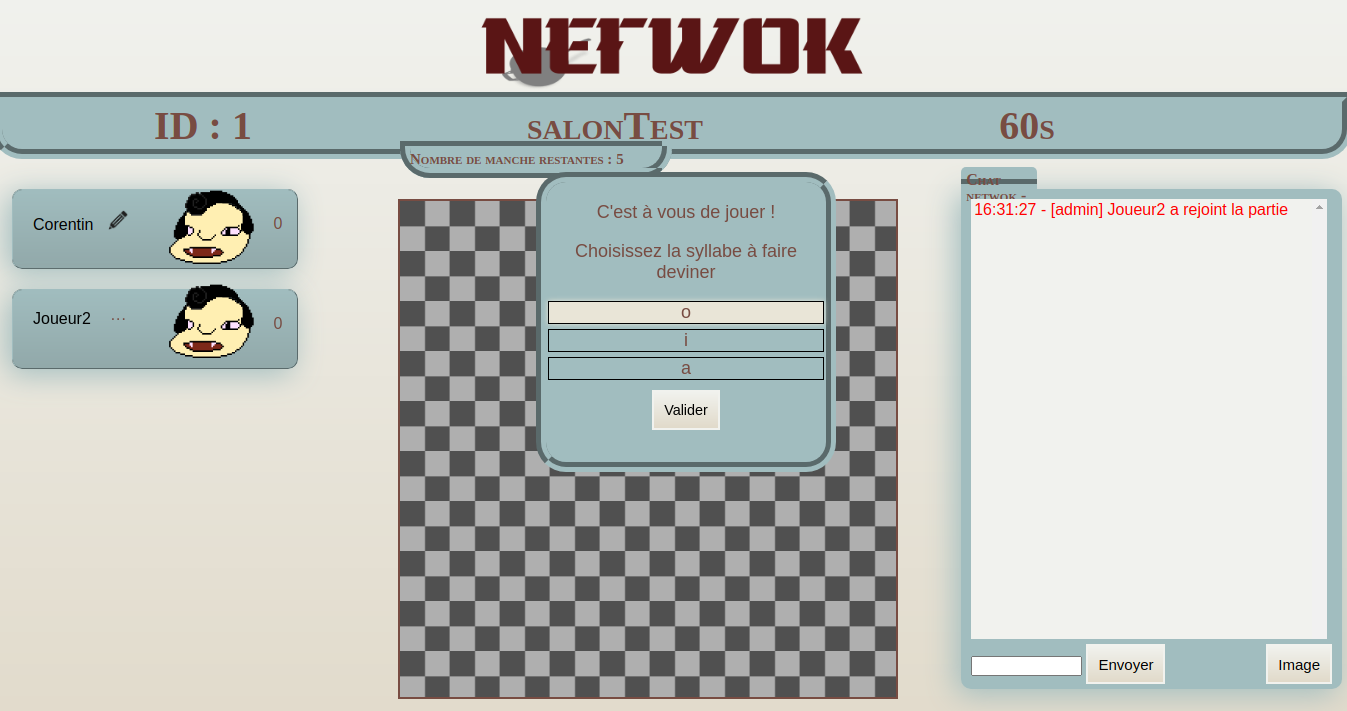 NETWOK
ID : 1
salonTest
60s
Nombre de manche restantes : 5
Corentin
0
Joueur2
...
0
C'est à vous de jouer !
Choisissez la syllabe à faire
deviner
o
i
a
Valider
Chat
netwok -
16:31:27 - [admin] Joueur2 a rejoint la partie
Envoyer
Image